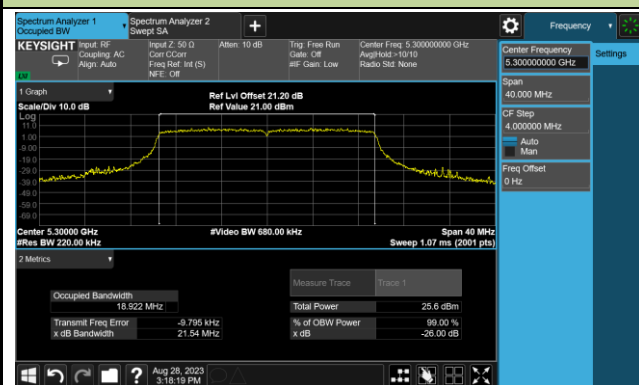 Spectrum Analyzer 1
Occupied BW
Spectrum Analyzer 2
Swept SA
+
Frequency
KEYSIGHT
Input: RF
Coupling: AC
Align: Auto
Input Z: 50 Ω
Corr CCorr
Freq Ref: Int (S)
NFE: Off
Atten: 10 dB
Trig: Free Run
Gate: Off
#IF Gain: Low
Center Freq: 5.300000000 GHz
Avg|Hold:>10/10
Radio Std: None
LXI
Center Frequency
5.300000000 GHz
Settings
Span
40.000 MHz
CF Step
4.000000 MHz
Auto
Man
Freq Offset
0 Hz
1 Graph
Scale/Div 10.0 dB
Ref Lvl Offset 21.20 dB
Ref Value 21.00 dBm
Log
11.0
1.00
-9.00
-19.0
-29.0
-39.0
-49.0
-59.0
-69.0
Center 5.30000 GHz
#Res BW 220.00 kHz
#Video BW 680.00 kHz
Span 40 MHz
Sweep 1.07 ms (2001 pts)
2 Metrics
Measure Trace
Trace 1
Occupied Bandwidth
18.922 MHz
Total Power
25.6 dBm
Transmit Freq Error
-9.795 kHz
% of OBW Power
99.00 %
x dB Bandwidth
21.54 MHz
x dB
-26.00 dB
?
Aug 28, 2023
3:18:19 PM